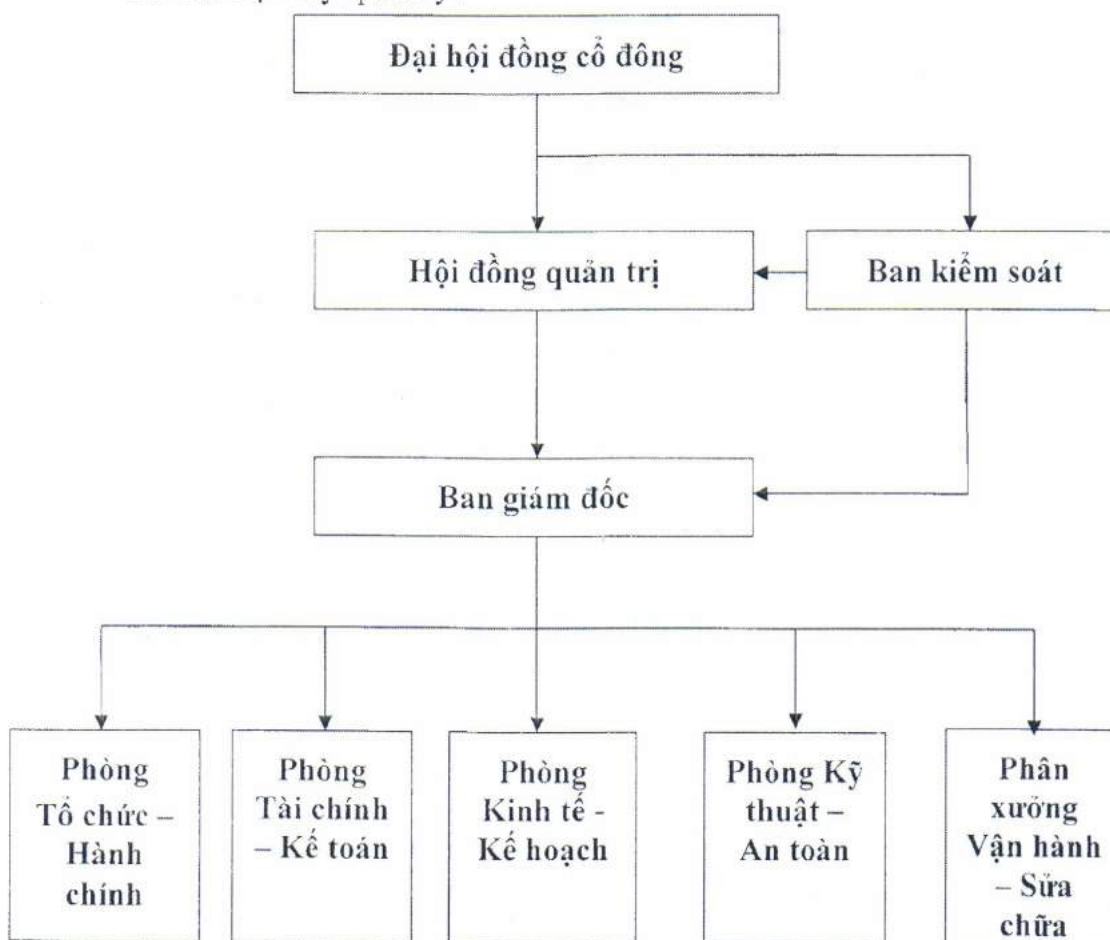 Đại hội đồng cổ đông
Hội đồng quản trị
Ban kiểm soát
Ban giám đốc
Phòng
Tổ chức –
Hành
chính
Phòng
Tài chính
– Kế toán
Phòng
Kinh tế -
Kế hoạch
Phòng Kỹ
thuật –
An toàn
Phân
xưởng
Vận hành
– Sửa
chữa